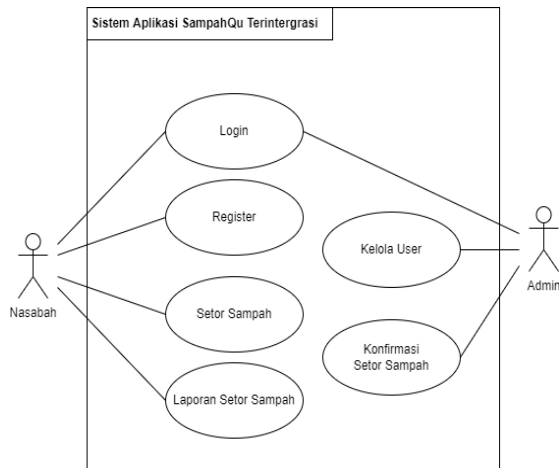 Sistem Aplikasi SampahQu Terintergrasi
Login
Register
Kelola User
Nasabah
Admin
Setor Sampah
Konfirmasi
Setor Sampah
Laporan Setor Sampah